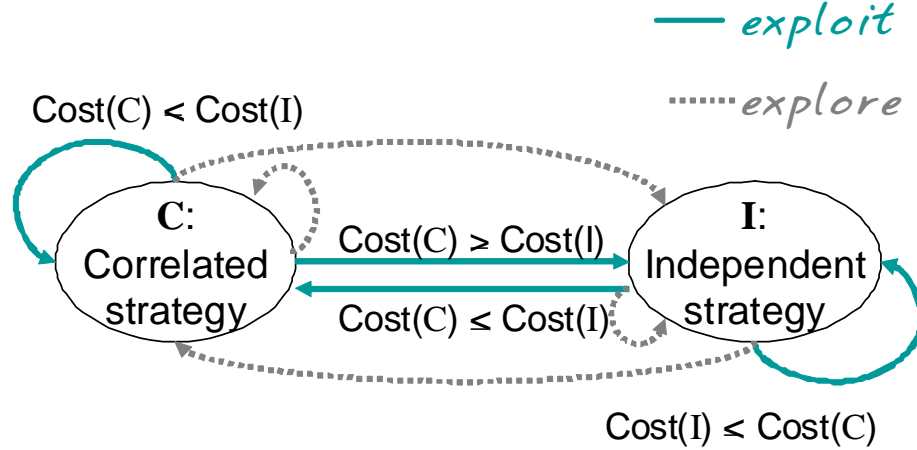 exploit
explore
Cost(C) < Cost(I)
C:
Correlated
strategy
Cost(C) ≥ Cost(I)
Cost(C) ≤ Cost(I)
I:
Independent
strategy
Cost(I) < Cost(C)